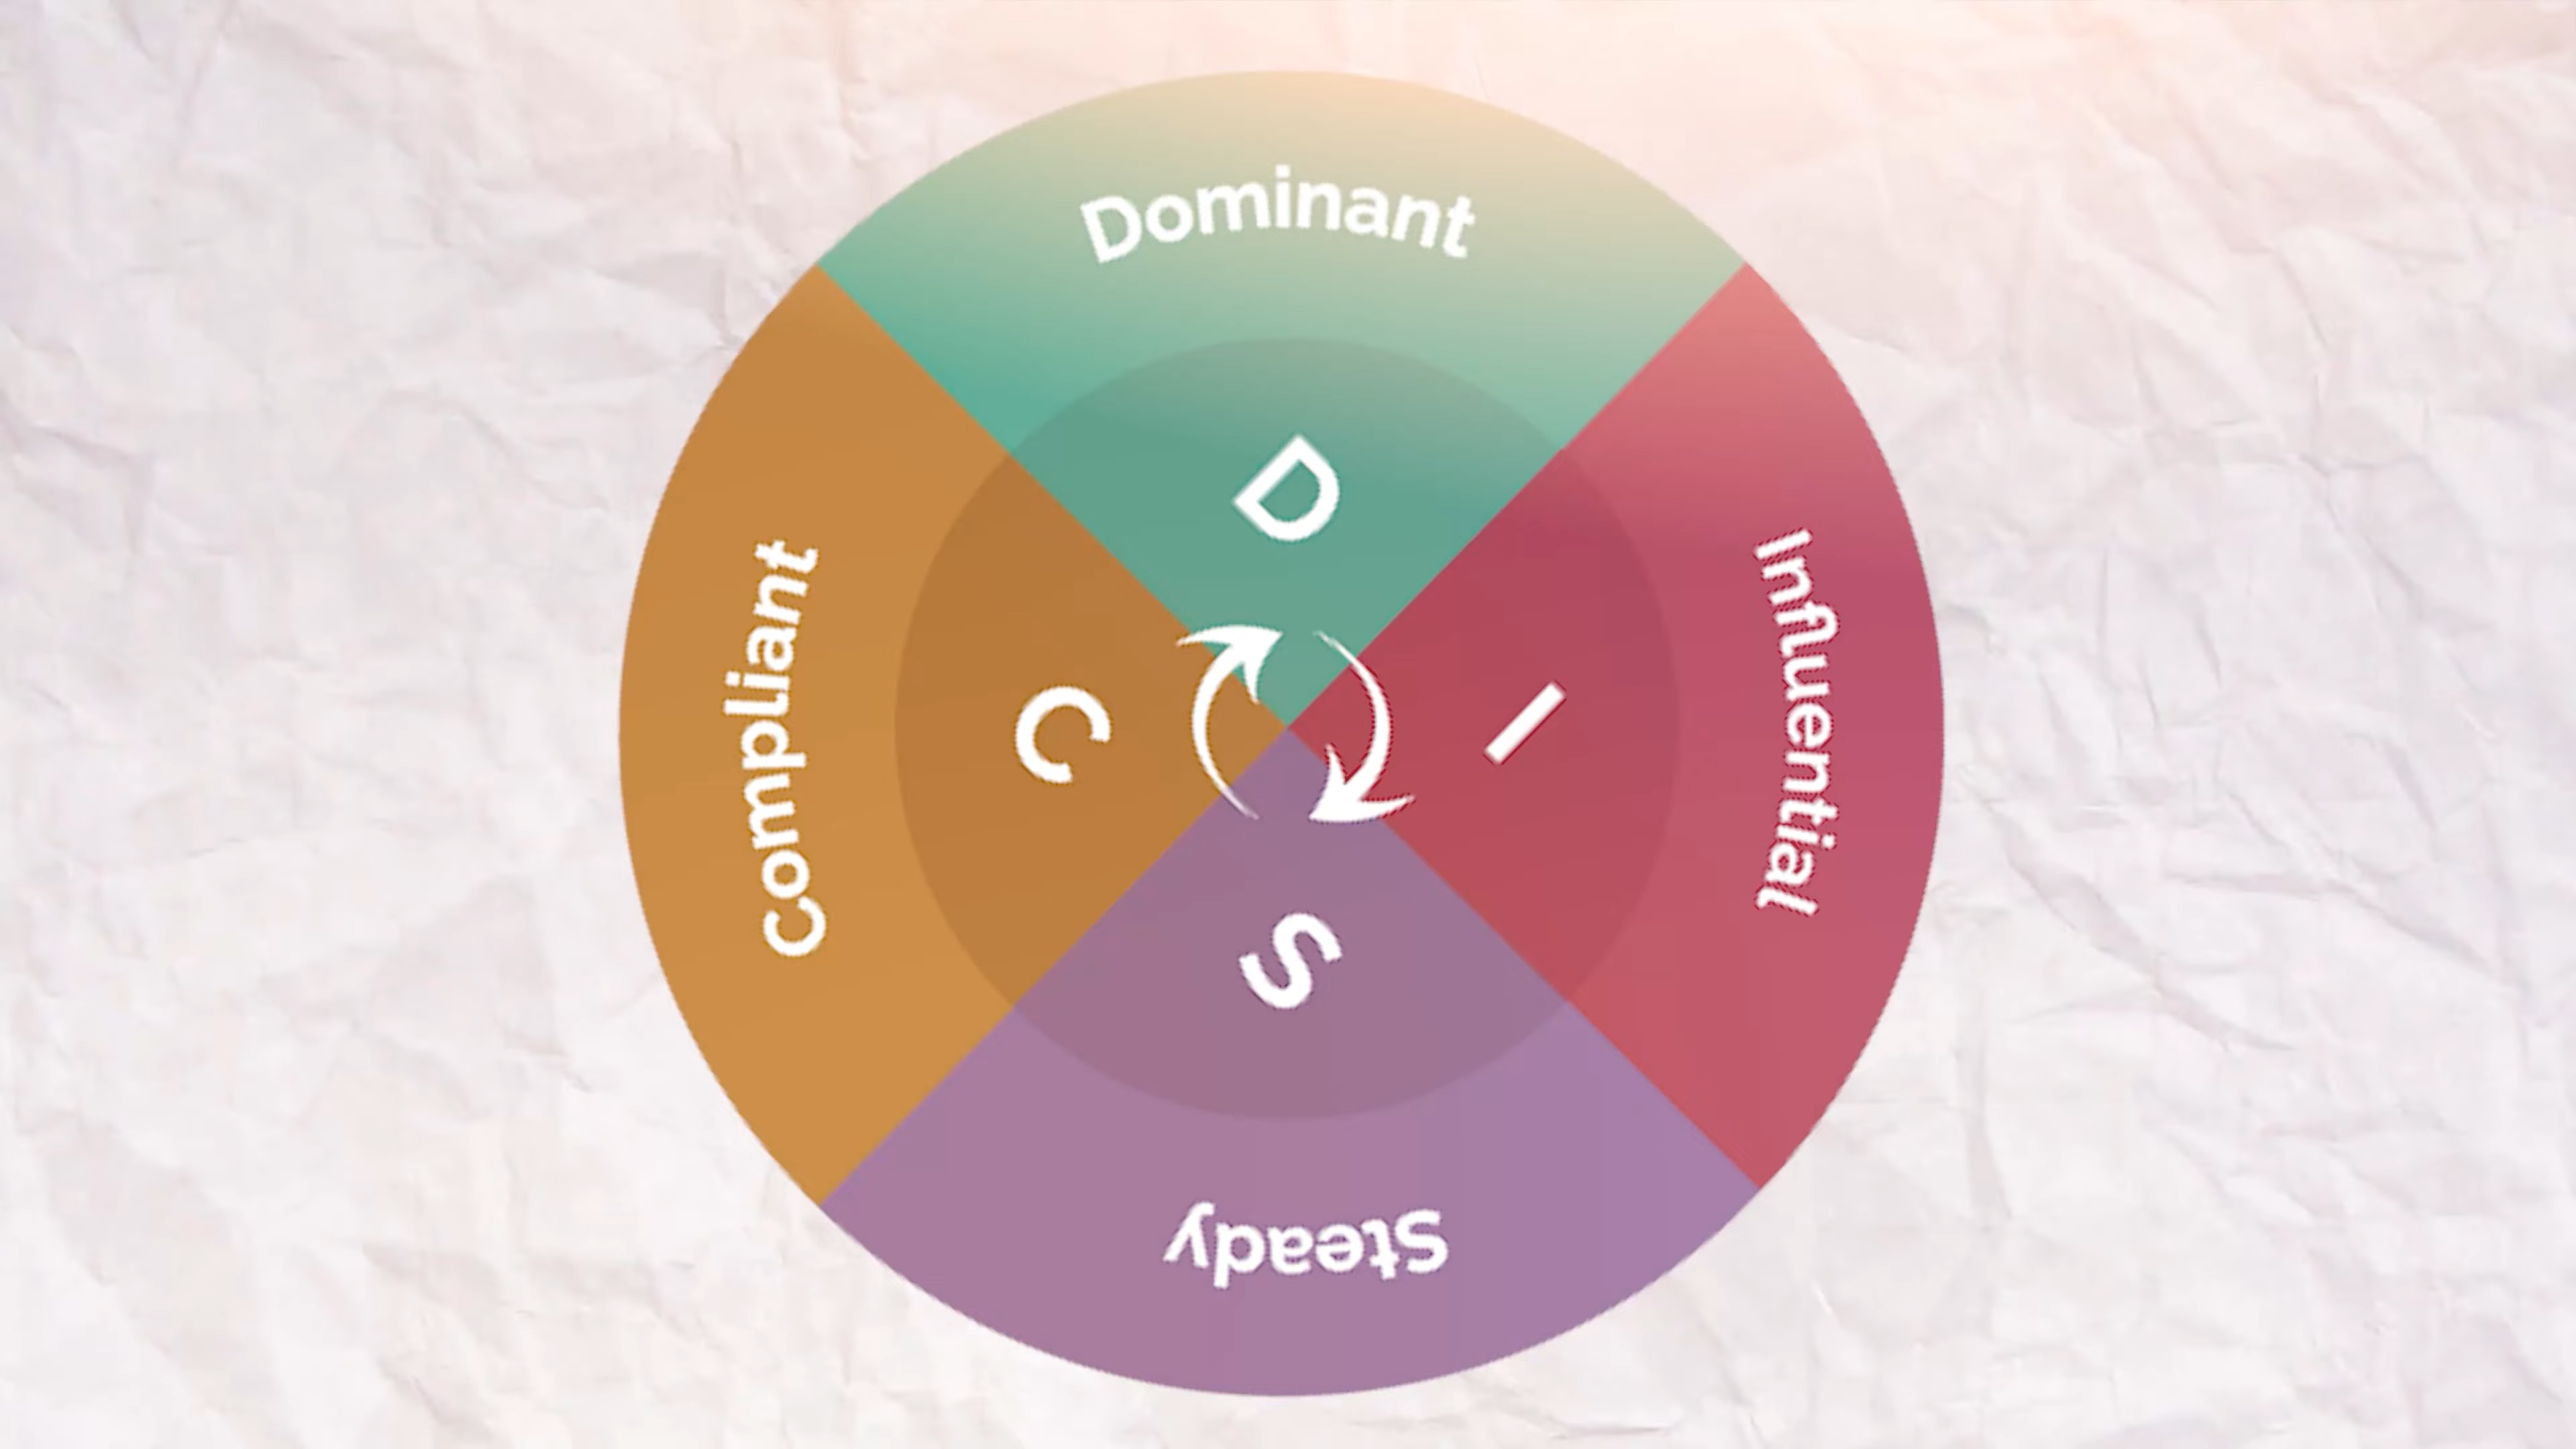 Dominant
D
Influential
I
Steady
S
Compliant
C